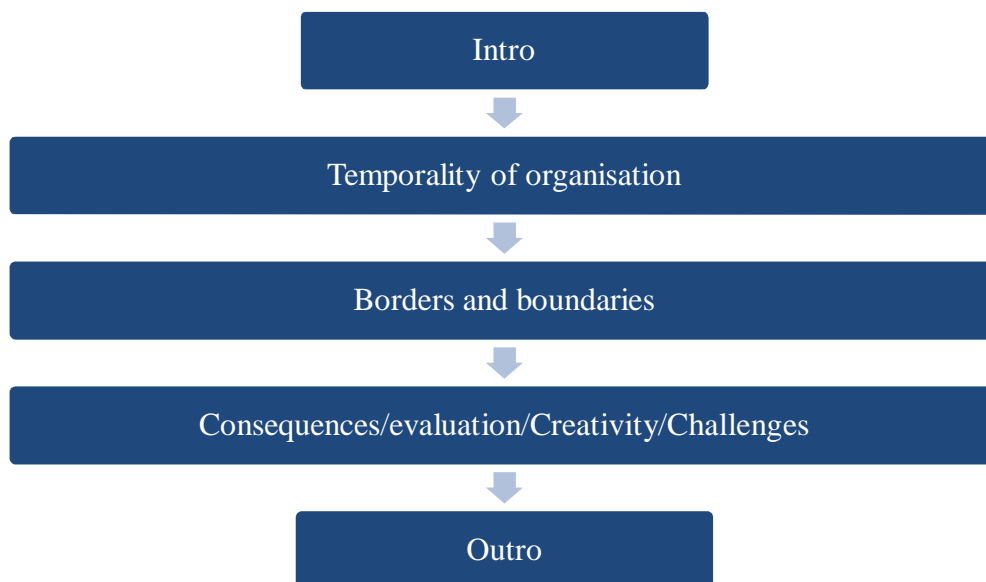 Intro
Temporality of organisation
Borders and boundaries
Consequences/evaluation/Creativity/Challenges
Outro